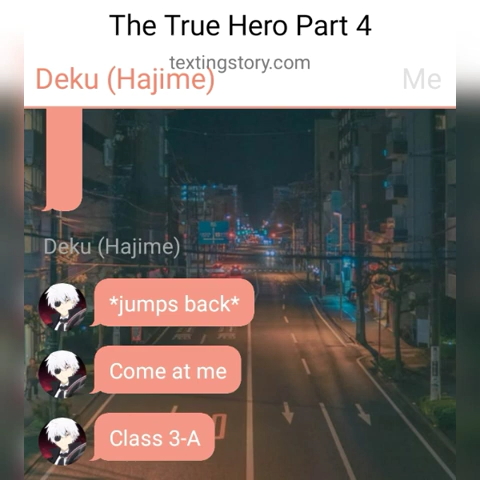 The True Hero Part 4
textingstory.com
Deku (Hajime)
Me
Deku (Hajime)
*jumps back*
Come at me
Class 3-A